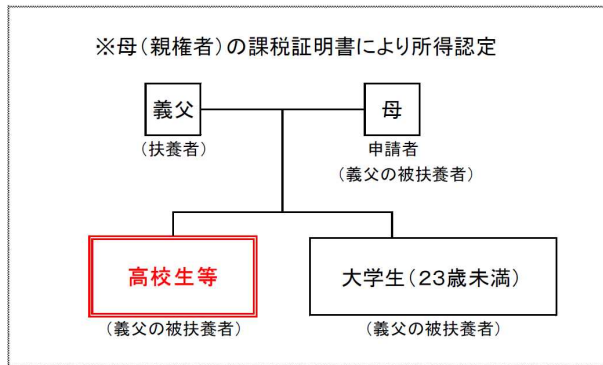 ※母（親権者）の課税証明書により所得認定
義父
母
（扶養者）
申請者
（義父の被扶養者）
高校生等
大学生（２３歳未満）
（義父の被扶養者）
（義父の被扶養者）